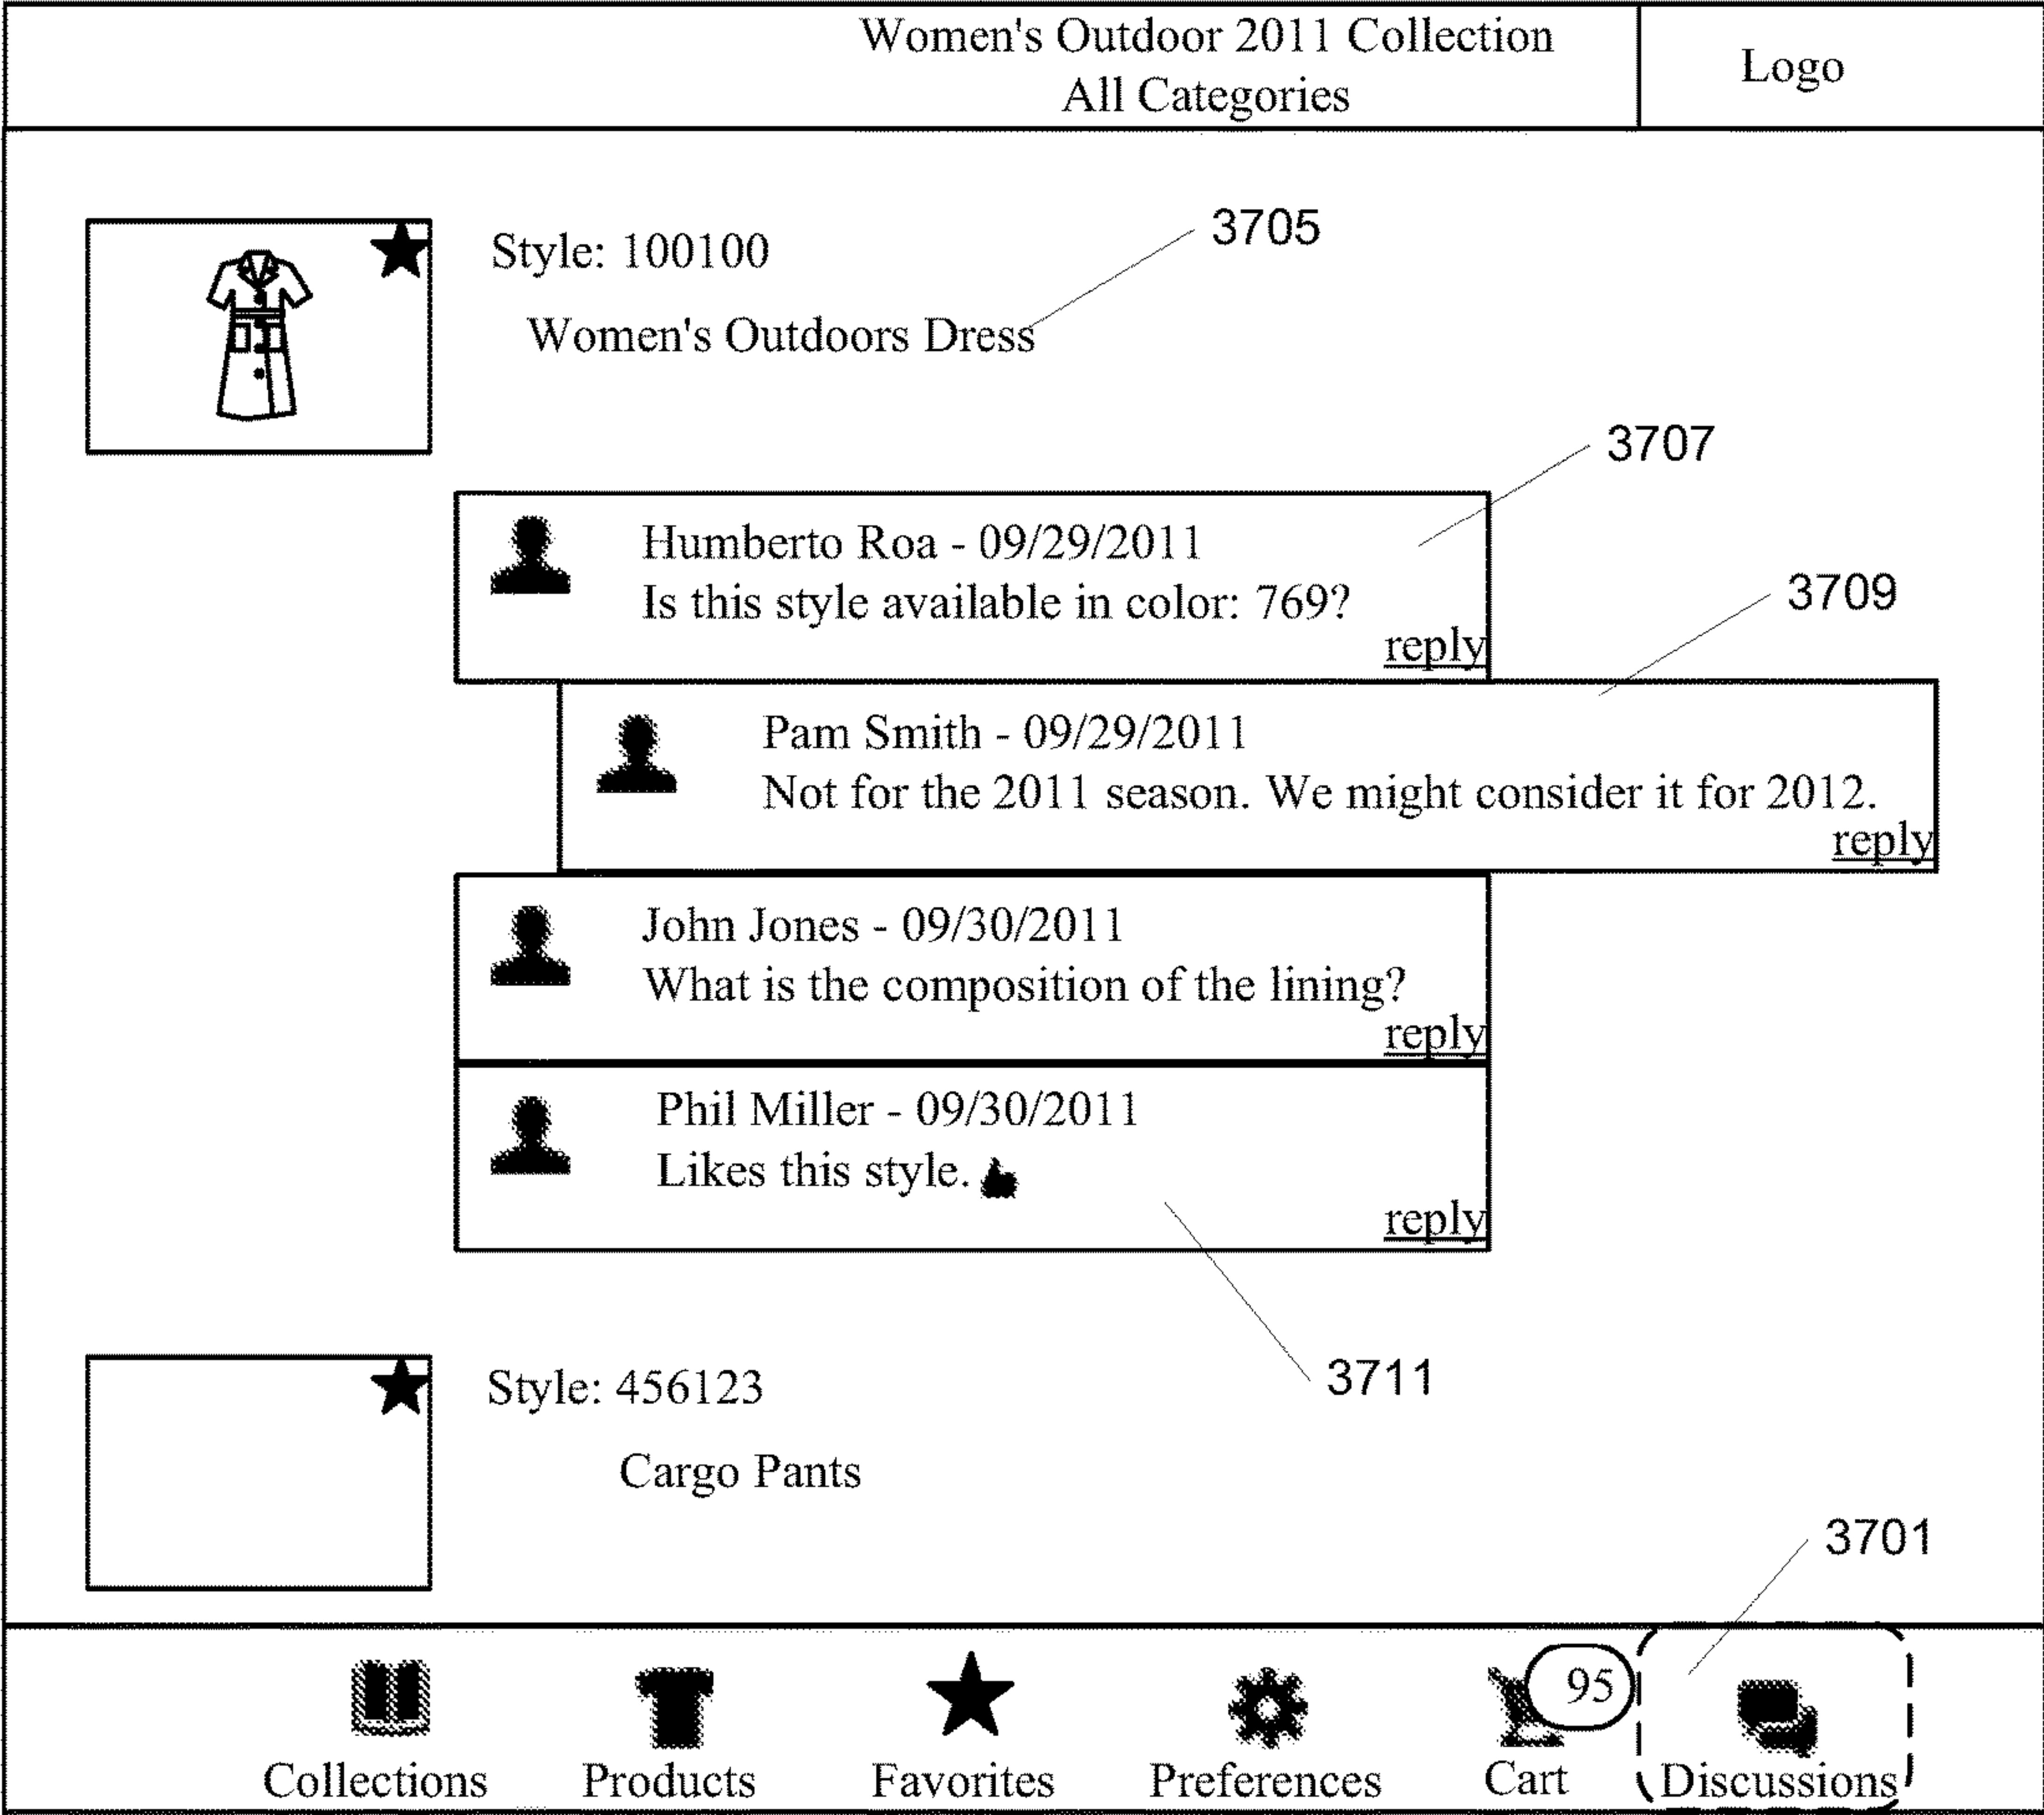 Women's Outdoor 2011 Collection
All Categories
Logo
Style: 100100
3705
Women's Outdoors Dress
3707
Humberto Roa - 09/29/2011
Is this style available in color: 769?
reply
3709
Pam Smith - 09/29/2011
Not for the 2011 season. We might consider it for 2012.
reply
John Jones - 09/30/2011
What is the composition of the lining?
reply
Phil Miller - 09/30/2011
Likes this style.
reply
3711
Style: 456123
Cargo Pants
3701
95
Collections
Products
Favorites
Preferences
Cart
Discussions